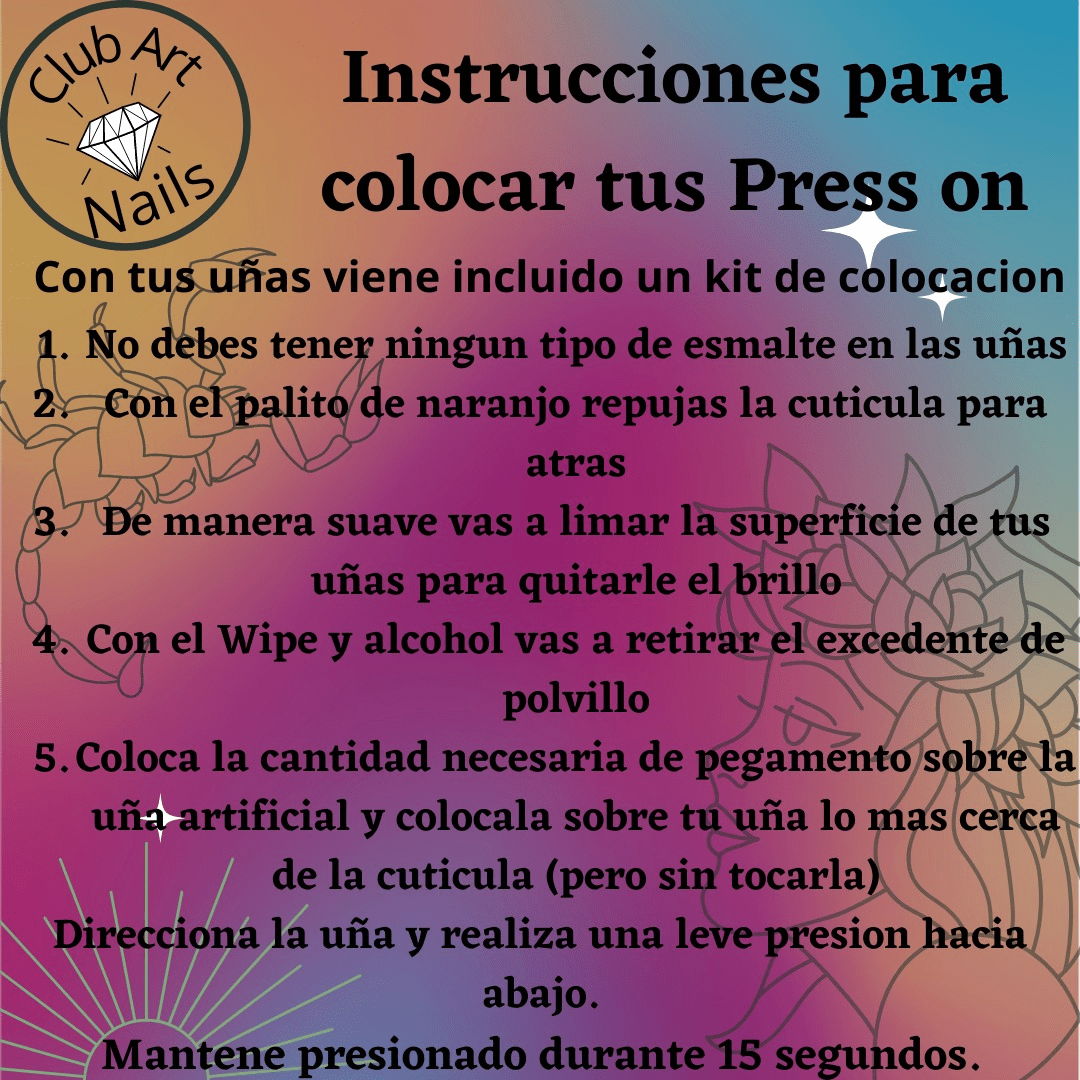 Club Art
Nails
Instrucciones para
colocar tus Press on
Con tus uñas viene incluido un kit de colocacion
1. No debes tener ningun tipo de esmalte en las uñas
2. Con el palito de naranjo repujas la cuticula para
atras
3. De manera suave vas a limar la superficie de tus
uñas para quitarle el brillo
4. Con el Wipe y alcohol vas a retirar el excedente de
polvillo
5. Coloca la cantidad necesaria de pegamento sobre la
uña artificial y colocala sobre tu uña lo mas cerca
de la cuticula (pero sin tocarla)
Direcciona la uña y realiza una leve presion hacia
abajo.
Mantene presionado durante 15 segundos.